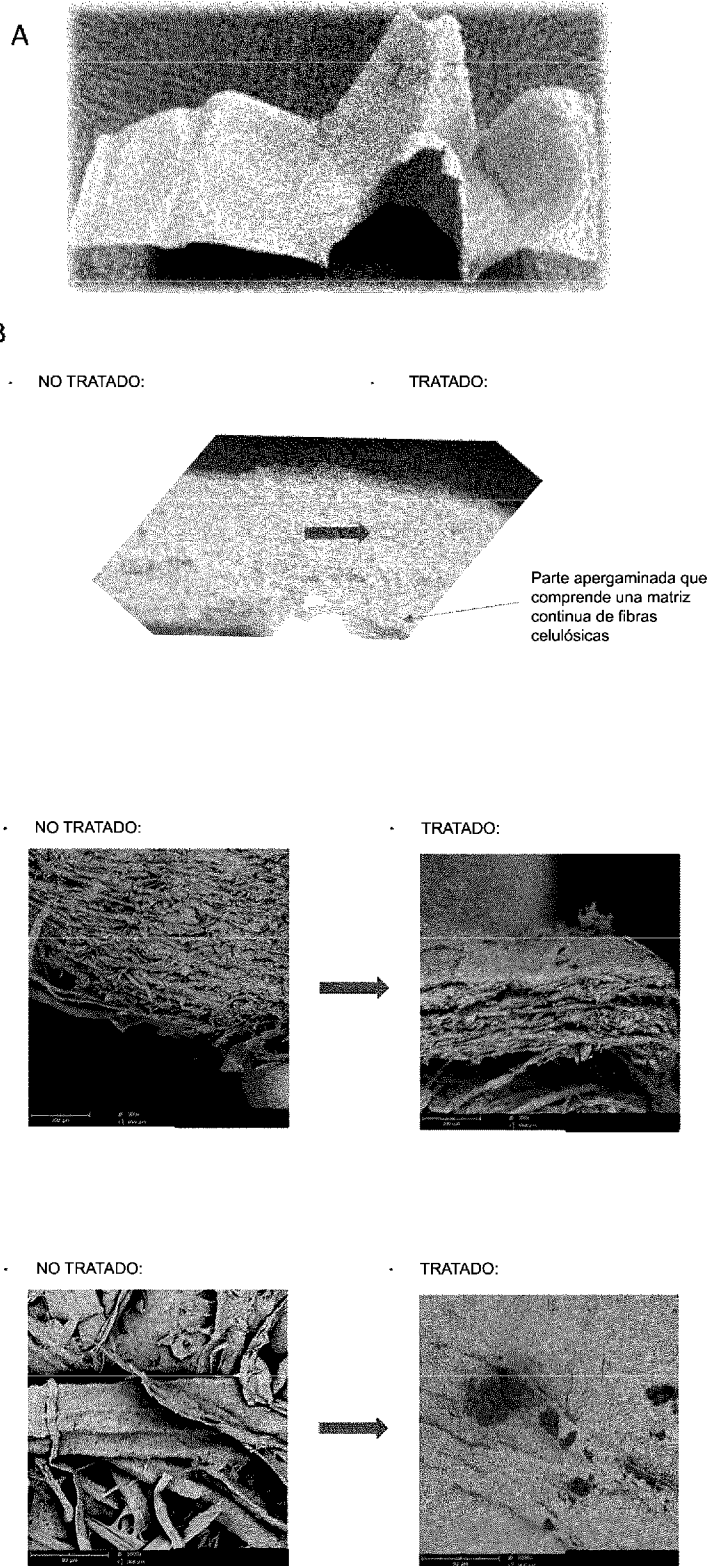 A
B
· NO TRATADO:
· TRATADO:
Parte apergaminada que
comprende una matriz
continua de fibras
celulósicas
· NO TRATADO:
· TRATADO:
· NO TRATADO:
· TRATADO: